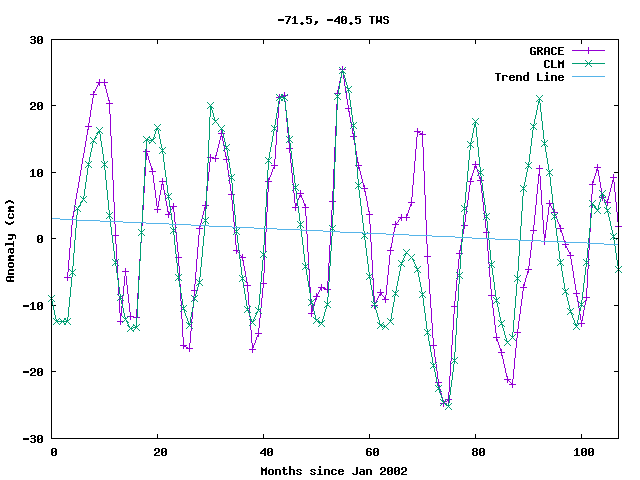 -71.5, -40.5 TWS
GRACE
CLM
Trend Line
30
20
10
0
-10
-20
-30
Anomaly (cm)
0 20 40 60 80 100
Months since Jan 2002